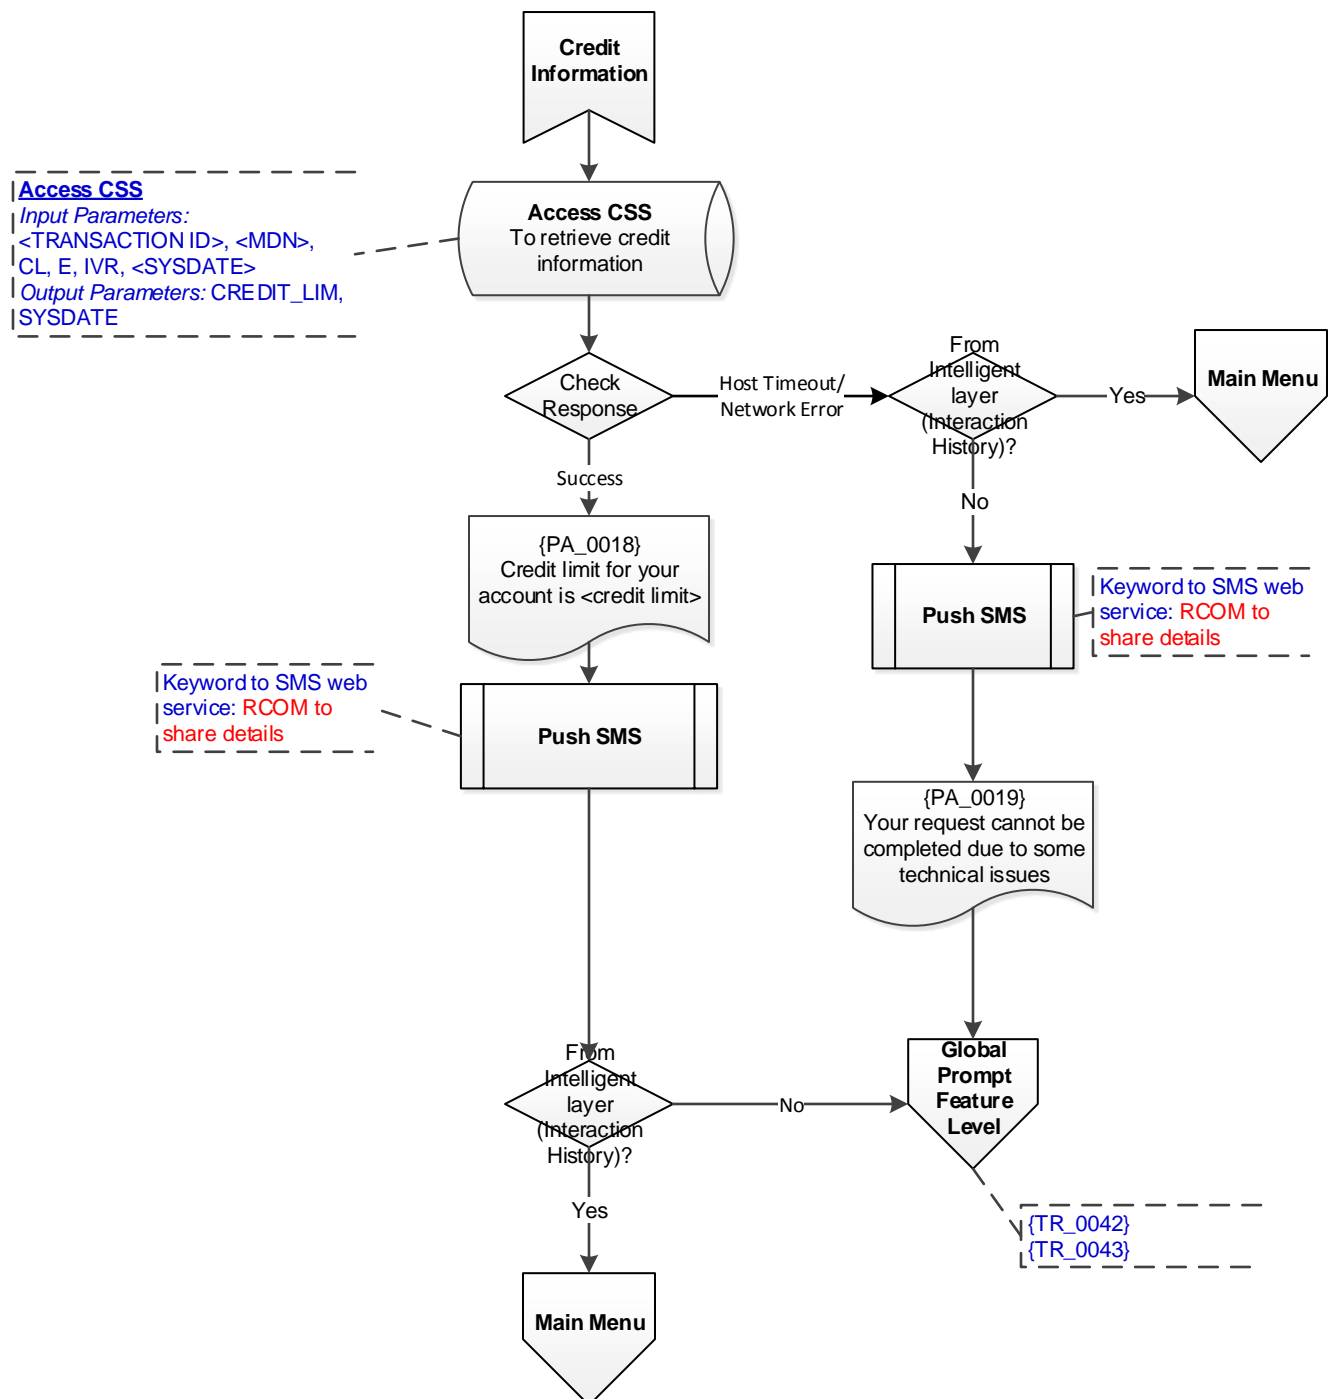 Credit
Information
Access CSS
Input Parameters:
<TRANSACTION ID>, <MDN>,
CL, E, IVR, <SYSDATE>
Output Parameters: CREDIT_LIM,
SYSDATE
Access CSS
To retrieve credit
information
Check
Response
Host Timeout/
Network Error
From
Intelligent
layer
(Interaction
History)?
Yes
Main Menu
Success
No
{PA_0018}
Credit limit for your
account is <credit limit>
Push SMS
Keyword to SMS web
service: RCOM to
share details
Keyword to SMS web
service: RCOM to
share details
Push SMS
{PA_0019}
Your request cannot be
completed due to some
technical issues
From
Intelligent
layer
(Interaction
History)?
No
Global
Prompt
Feature
Level
Yes
{TR_0042}
{TR_0043}
Main Menu